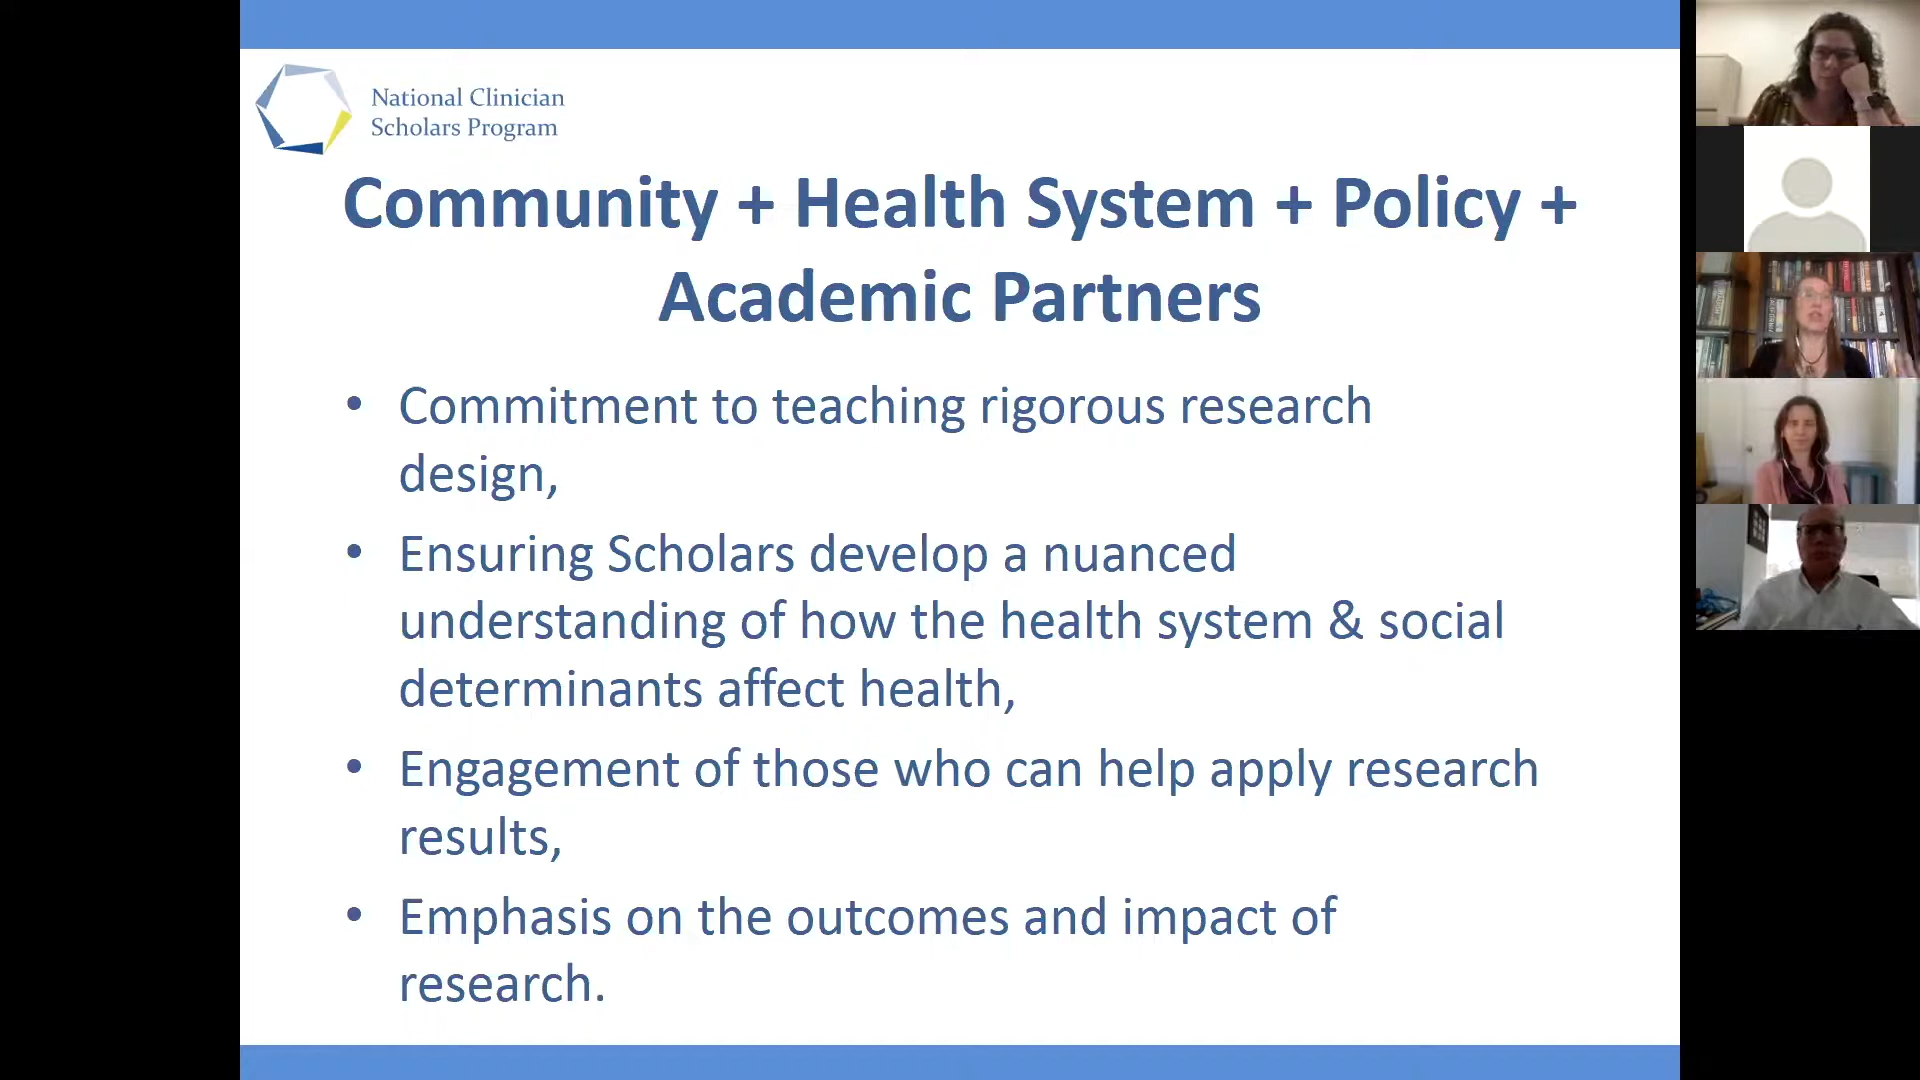 National Clinician
Scholars Program
Community + Health System + Policy +
Academic Partners
• Commitment to teaching rigorous research
design,
• Ensuring Scholars develop a nuanced
understanding of how the health system & social
determinants affect health,
• Engagement of those who can help apply research
results,
• Emphasis on the outcomes and impact of
research.